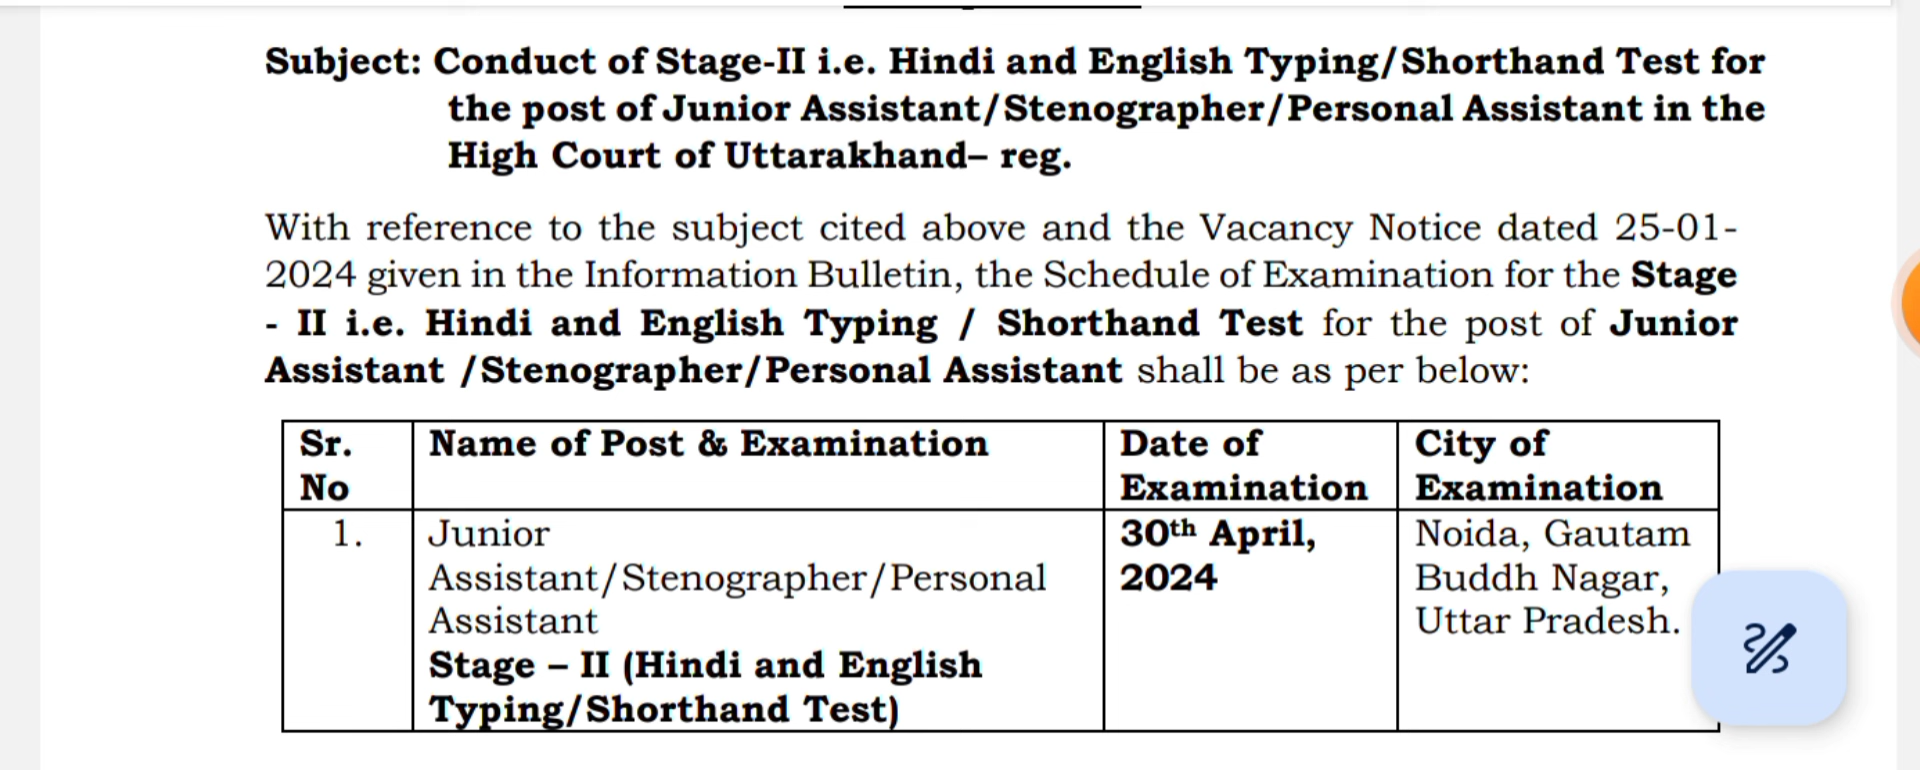 Subject: Conduct of Stage-II i.e. Hindi and English Typing/Shorthand Test for
the post of Junior Assistant/Stenographer/Personal Assistant in the
High Court of Uttarakhand– reg.
With reference to the subject cited above and the Vacancy Notice dated 25-01-
2024 given in the Information Bulletin, the Schedule of Examination for the Stage
- II i.e. Hindi and English Typing / Shorthand Test for the post of Junior
Assistant /Stenographer/Personal Assistant shall be as per below:
Sr.
No
Name of Post & Examination
Date of
Examination
City of
Examination
1.
Junior
Assistant/Stenographer/Personal
Assistant
Stage – II (Hindi and English
Typing/Shorthand Test)
30th April,
2024
Noida, Gautam
Buddh Nagar,
Uttar Pradesh.